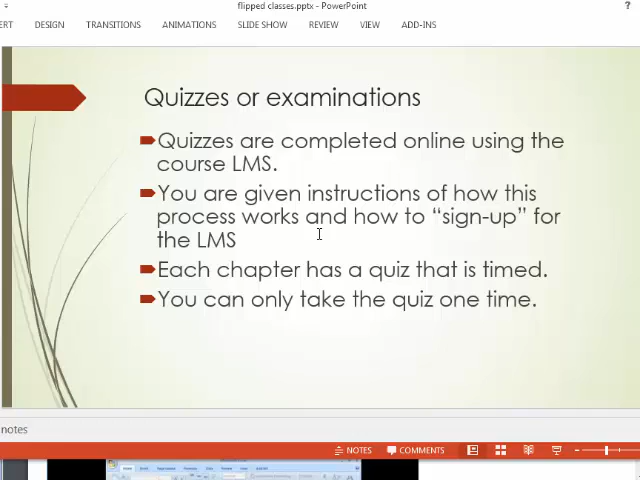 flipped classes.pptx - PowerPoint
?
ERT DESIGN TRANSITIONS ANIMATIONS SLIDE SHOW REVIEW VIEW ADD-INS
Quizzes or examinations
Quizzes are completed online using the
course LMS.
You are given instructions of how this
process works and how to “sign-up” for
the LMS
Each chapter has a quiz that is timed.
You can only take the quiz one time.
notes
NOTES COMMENTS